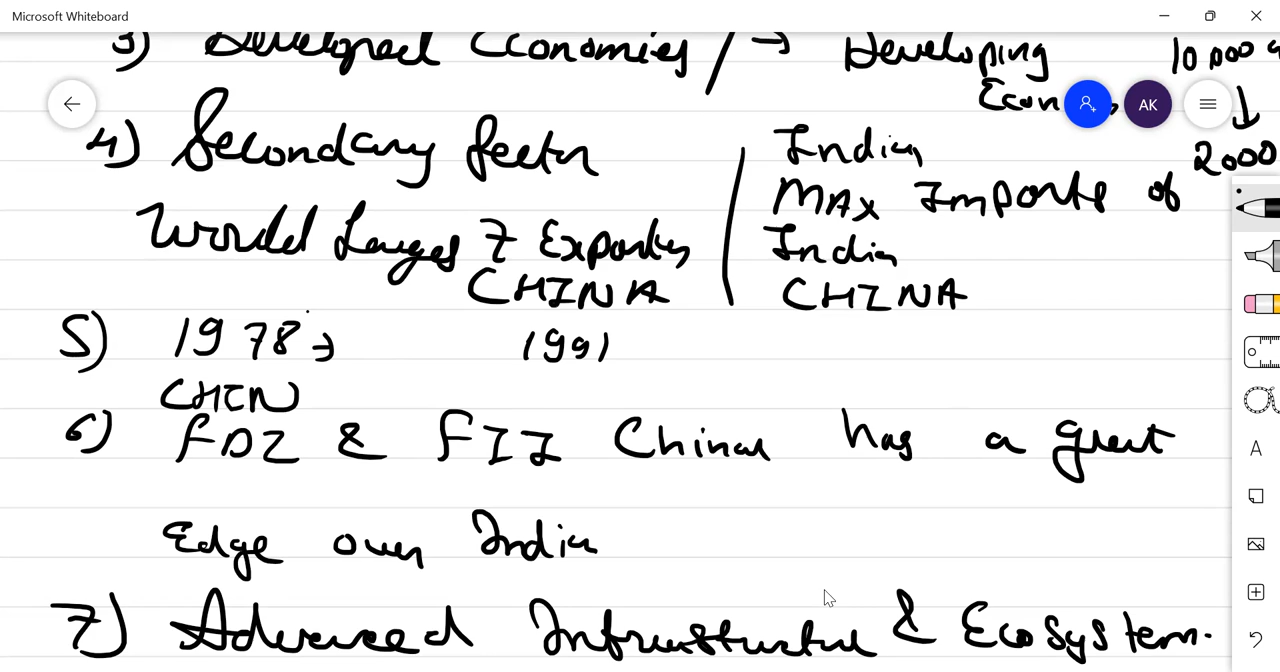 Microsoft Whiteboard
3) Developed Economies / → Developing 10,000
Econ
AK
4) Secondary Sector | India 2000
World Largest Exporter | MAX Imports of
CHINA | India
CHINA
5) 1978 → 1991
CHIN
6) FDI & FII China has a great
Edge over India
7) Advanced Infrastructure & Ecosystem.
A